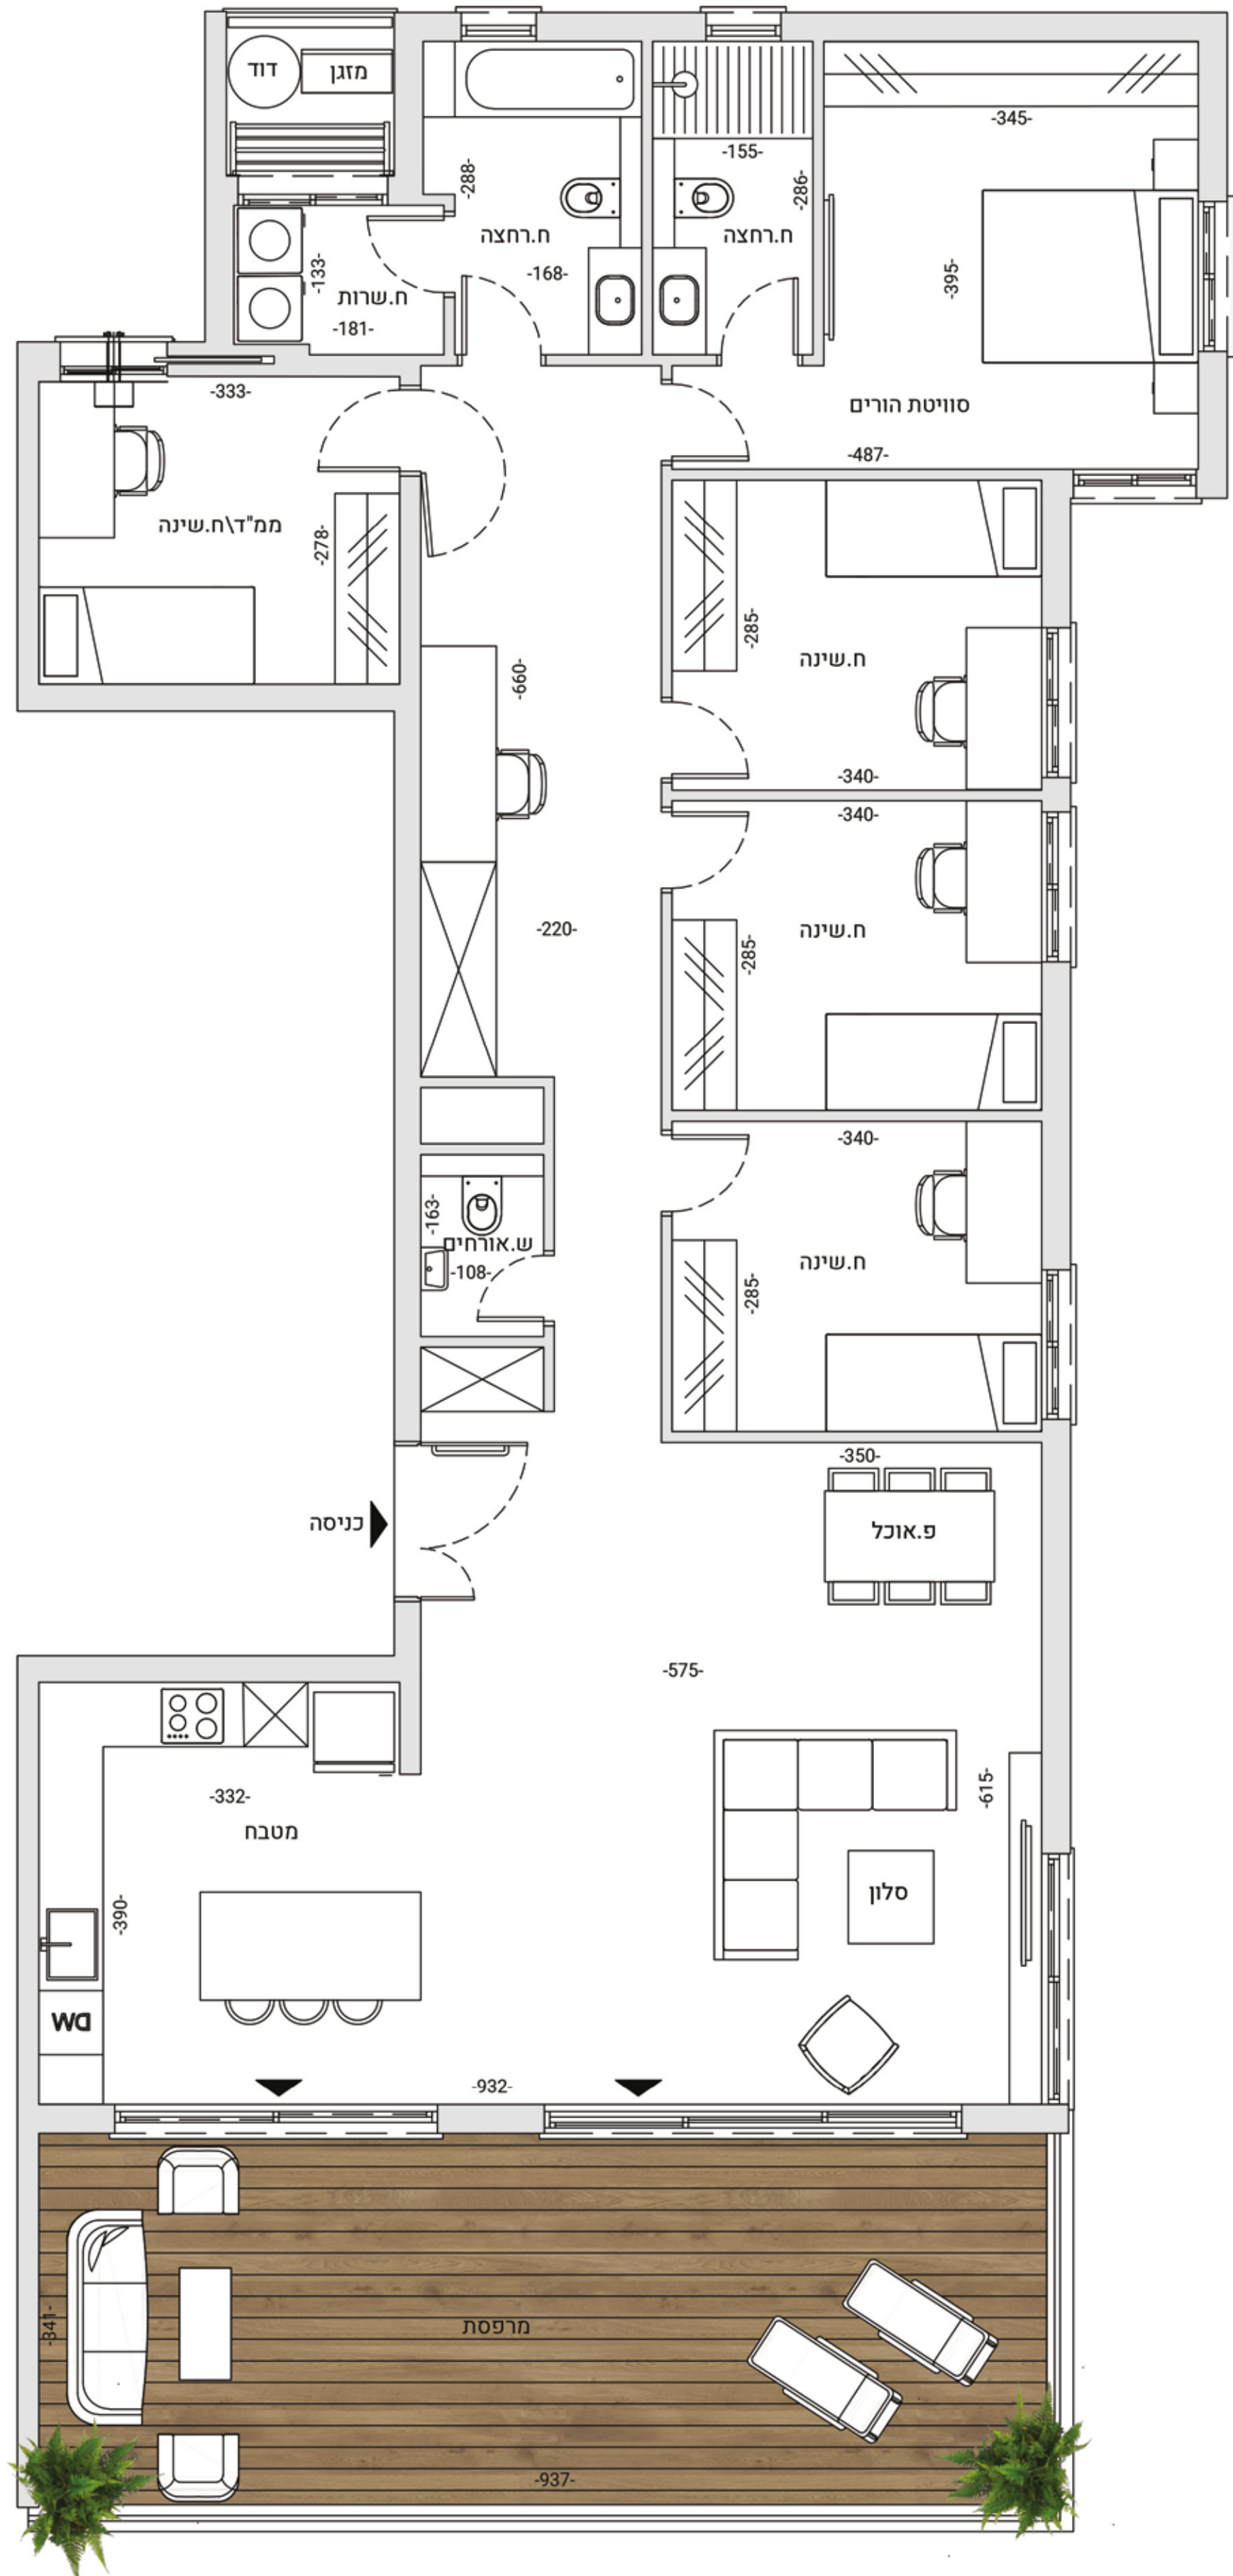 דוד
מזגן
-345-
-155-
-288-
-286-
ח.רחצה
ח.רחצה
-168-
-133-
ח.שרות
-181-
-395-
-333-
סוויטת הורים
-487-
ממ"ד\ח.שינה
-278-
-285-
ח.שינה
-660-
-340-
-340-
-220-
ח.שינה
-285-
-340-
-163-
ש.אורחים
-108-
ח.שינה
-285-
-350-
כניסה
פ.אוכל
-575-
-332-
מטבח
-615-
סלון
-390-
DW
-932-
מרפסת
-341-
-937-